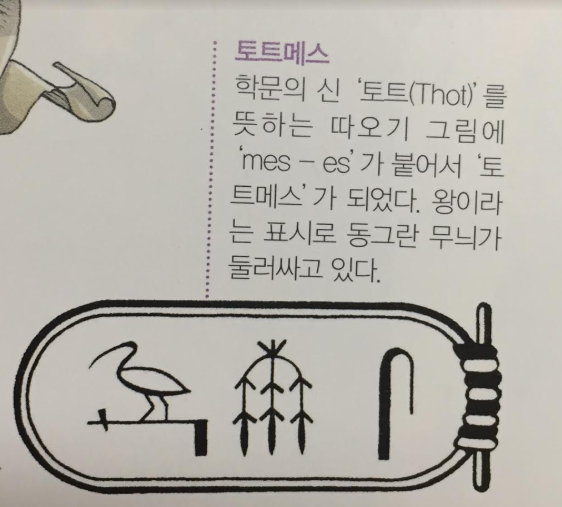 토트메스
학문의 신 ‘토트(Thot)’를
뜻하는 따오기 그림에
‘mes – es’가 붙어서 ‘토
트메스’가 되었다. 왕이라
는 표시로 동그란 무늬가
둘러싸고 있다.